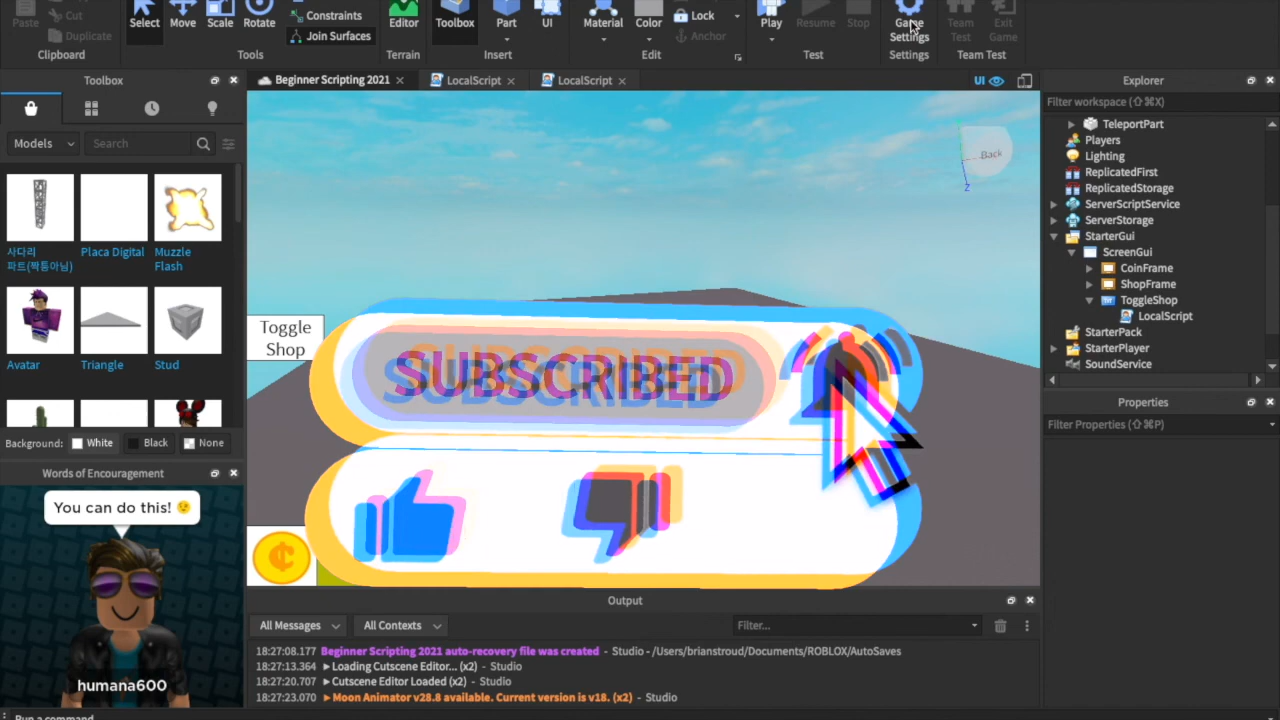 Paste
Cut
Duplicate
Clipboard
Select
Move
Scale
Rotate
Constraints
Join Surfaces
Tools
Editor
Terrain
Toolbox
Part
UI
Insert
Material
Color
Lock
Anchor
Edit
Play
Resume
Stop
Test
Game
Settings
Settings
Team
Test
Exit
Game
Team Test
Toolbox
Models
Search
사다리
파트(짝퉁아님)
Placa Digital
Muzzle
Flash
Avatar
Triangle
Stud
Background:
White
Black
None
Words of Encouragement
You can do this! 😉
humana600
Beginner Scripting 2021
LocalScript
LocalScript
UI
Back
Toggle
Shop
SUBSCRIBED
Output
All Messages
All Contexts
Filter...
18:27:08.177 Beginner Scripting 2021 auto-recovery file was created - Studio - /Users/brianstroud/Documents/ROBLOX/AutoSaves
18:27:13.364 ▶ Loading Cutscene Editor... (x2) - Studio
18:27:20.707 ▶ Cutscene Editor Loaded (x2) - Studio
18:27:23.070 ▶ Moon Animator v28.8 available. Current version is v18. (x2) - Studio
Explorer
Filter workspace (⇧⌘X)
TeleportPart
Players
Lighting
ReplicatedFirst
ReplicatedStorage
ServerScriptService
ServerStorage
StarterGui
ScreenGui
CoinFrame
ShopFrame
ToggleShop
LocalScript
StarterPack
StarterPlayer
SoundService
Properties
Filter Properties (⇧⌘P)
Run a command